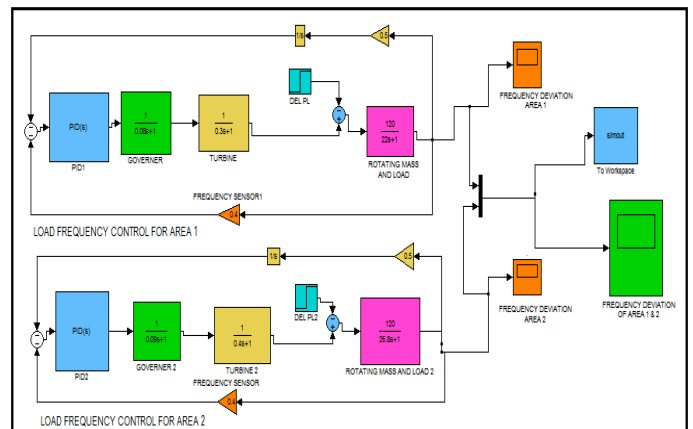 1/s
0.5
DEL PL
FREQUENCY DEVIATION
AREA 1
PID(s)
PID1
1
0.08s+1
GOVERNER
1
0.3s+1
TURBINE
120
22s+1
ROTATING MASS
AND LOAD
simout
To Workspace
FREQUENCY SENSOR1
0.4
LOAD FREQUENCY CONTROL FOR AREA 1
1/s
0.5
DEL PL2
FREQUENCY DEVIATION
AREA 2
FREQUENCY DEVIATION
OF AREA 1 & 2
PID(s)
PID2
1
0.09s+1
GOVERNER 2
1
0.4s+1
TURBINE 2
120
26.8s+1
ROTATING MASS AND LOAD 2
FREQUENCY SENSOR
0.4
LOAD FREQUENCY CONTROL FOR AREA 2